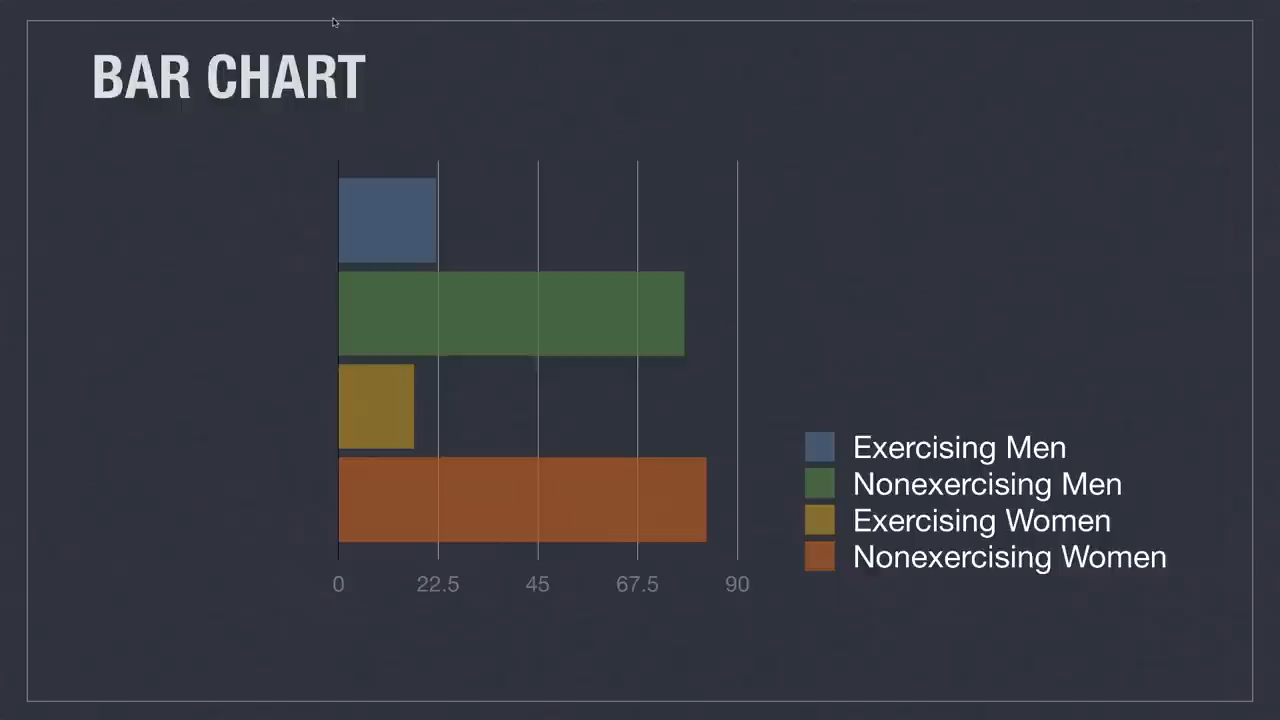 BAR CHART
Exercising Men
Nonexercising Men
Exercising Women
Nonexercising Women
0 22.5 45 67.5 90